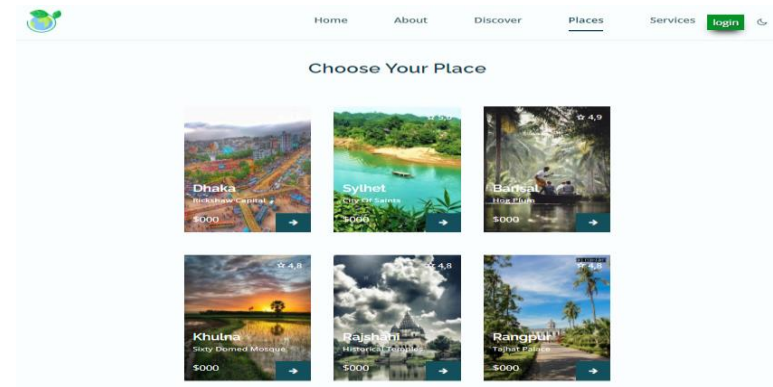 Home About Discover Places Services login
Choose Your Place
5,0
4,9
Dhaka
Sylhet
Barisal
Rickshaw Capital
City Of Saints
Hog Plum
$000
$000
$000
4,8
4,8
4,8
Khulna
Rajshahi
Rangpur
Sixty Domed Mosque
Historical Temples
Tajhat Palace
$000
$000
$000